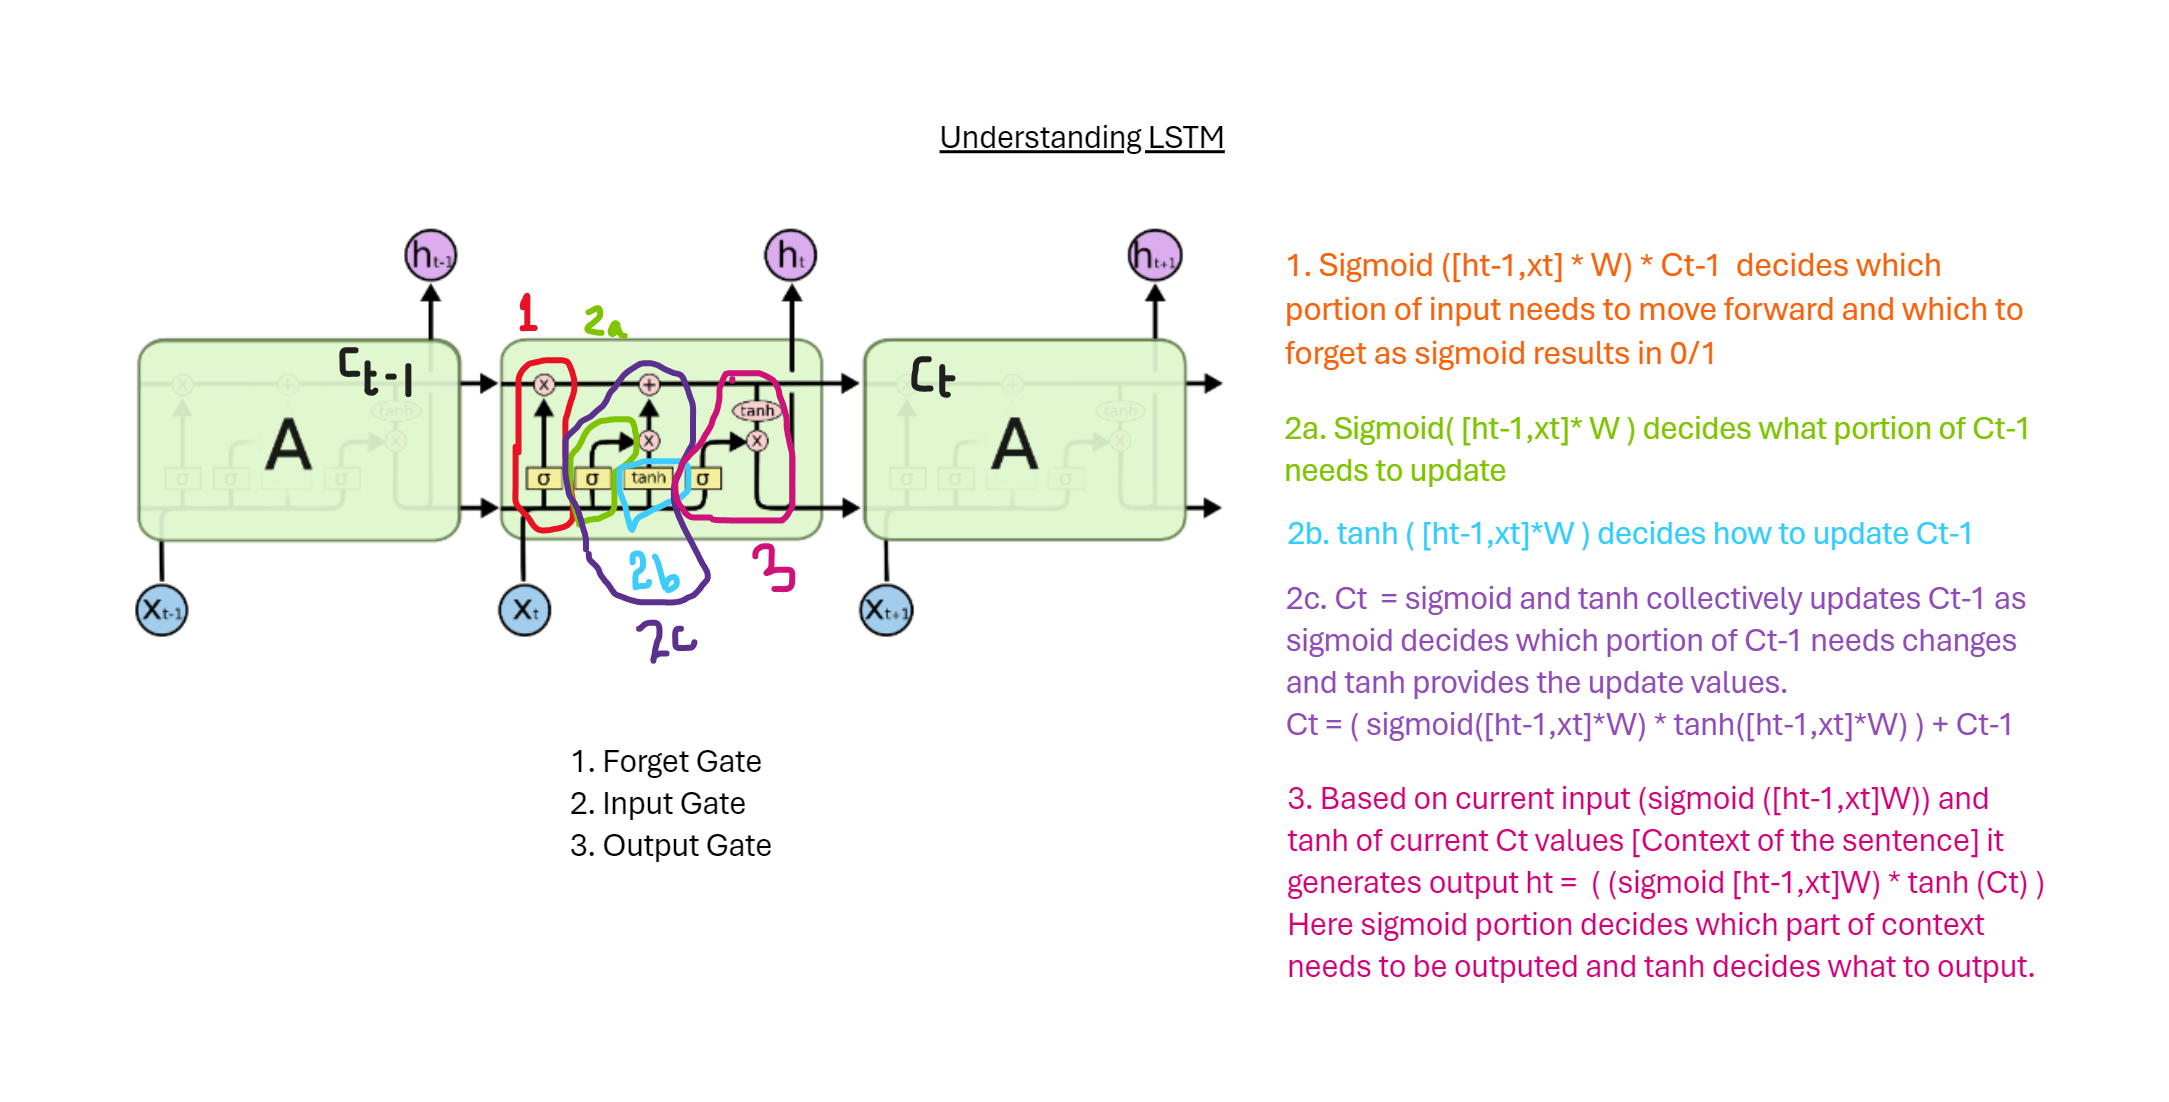 Understanding LSTM
h t-1
h t
h t+1
1
2a
C t-1
Ct
x
+
tanh
x
A
σ
σ
σ
x
+
tanh
x
x
σ
σ
tanh
σ
x
+
tanh
x
A
σ
σ
σ
2b
3
2c
X t-1
X t
X t+1
1. Forget Gate
2. Input Gate
3. Output Gate
1. Sigmoid ([ht-1,xt] * W) * Ct-1 decides which
portion of input needs to move forward and which to
forget as sigmoid results in 0/1
2a. Sigmoid( [ht-1,xt]* W ) decides what portion of Ct-1
needs to update
2b. tanh ( [ht-1,xt]*W ) decides how to update Ct-1
2c. Ct = sigmoid and tanh collectively updates Ct-1 as
sigmoid decides which portion of Ct-1 needs changes
and tanh provides the update values.
Ct = ( sigmoid([ht-1,xt]*W) * tanh([ht-1,xt]*W) ) + Ct-1
3. Based on current input (sigmoid ([ht-1,xt]W)) and
tanh of current Ct values [Context of the sentence] it
generates output ht = ( (sigmoid [ht-1,xt]W) * tanh (Ct) )
Here sigmoid portion decides which part of context
needs to be outputed and tanh decides what to output.